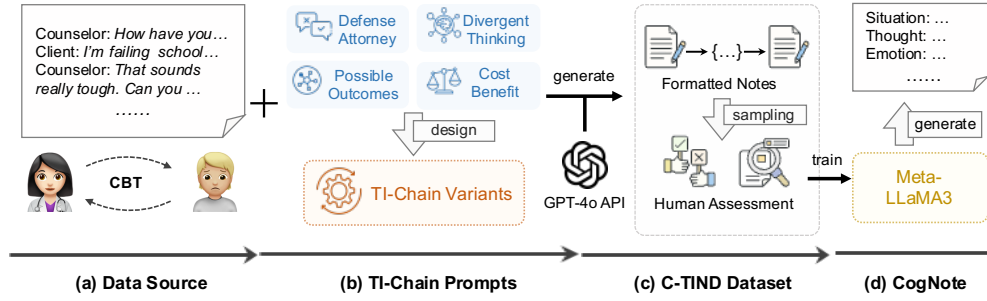 Counselor: How have you…
Client: I'm failing school…
Counselor: That sounds
really tough. Can you …
……
CBT
Defense
Attorney
Divergent
Thinking
Possible
Outcomes
Cost
Benefit
design
TI-Chain Variants
generate
GPT-4o API
{…}
Formatted Notes
sampling
Human Assessment
train
Situation: …
Thought: …
Emotion: …
……
generate
Meta-
LLaMA3
(a) Data Source
(b) TI-Chain Prompts
(c) C-TIND Dataset
(d) CogNote